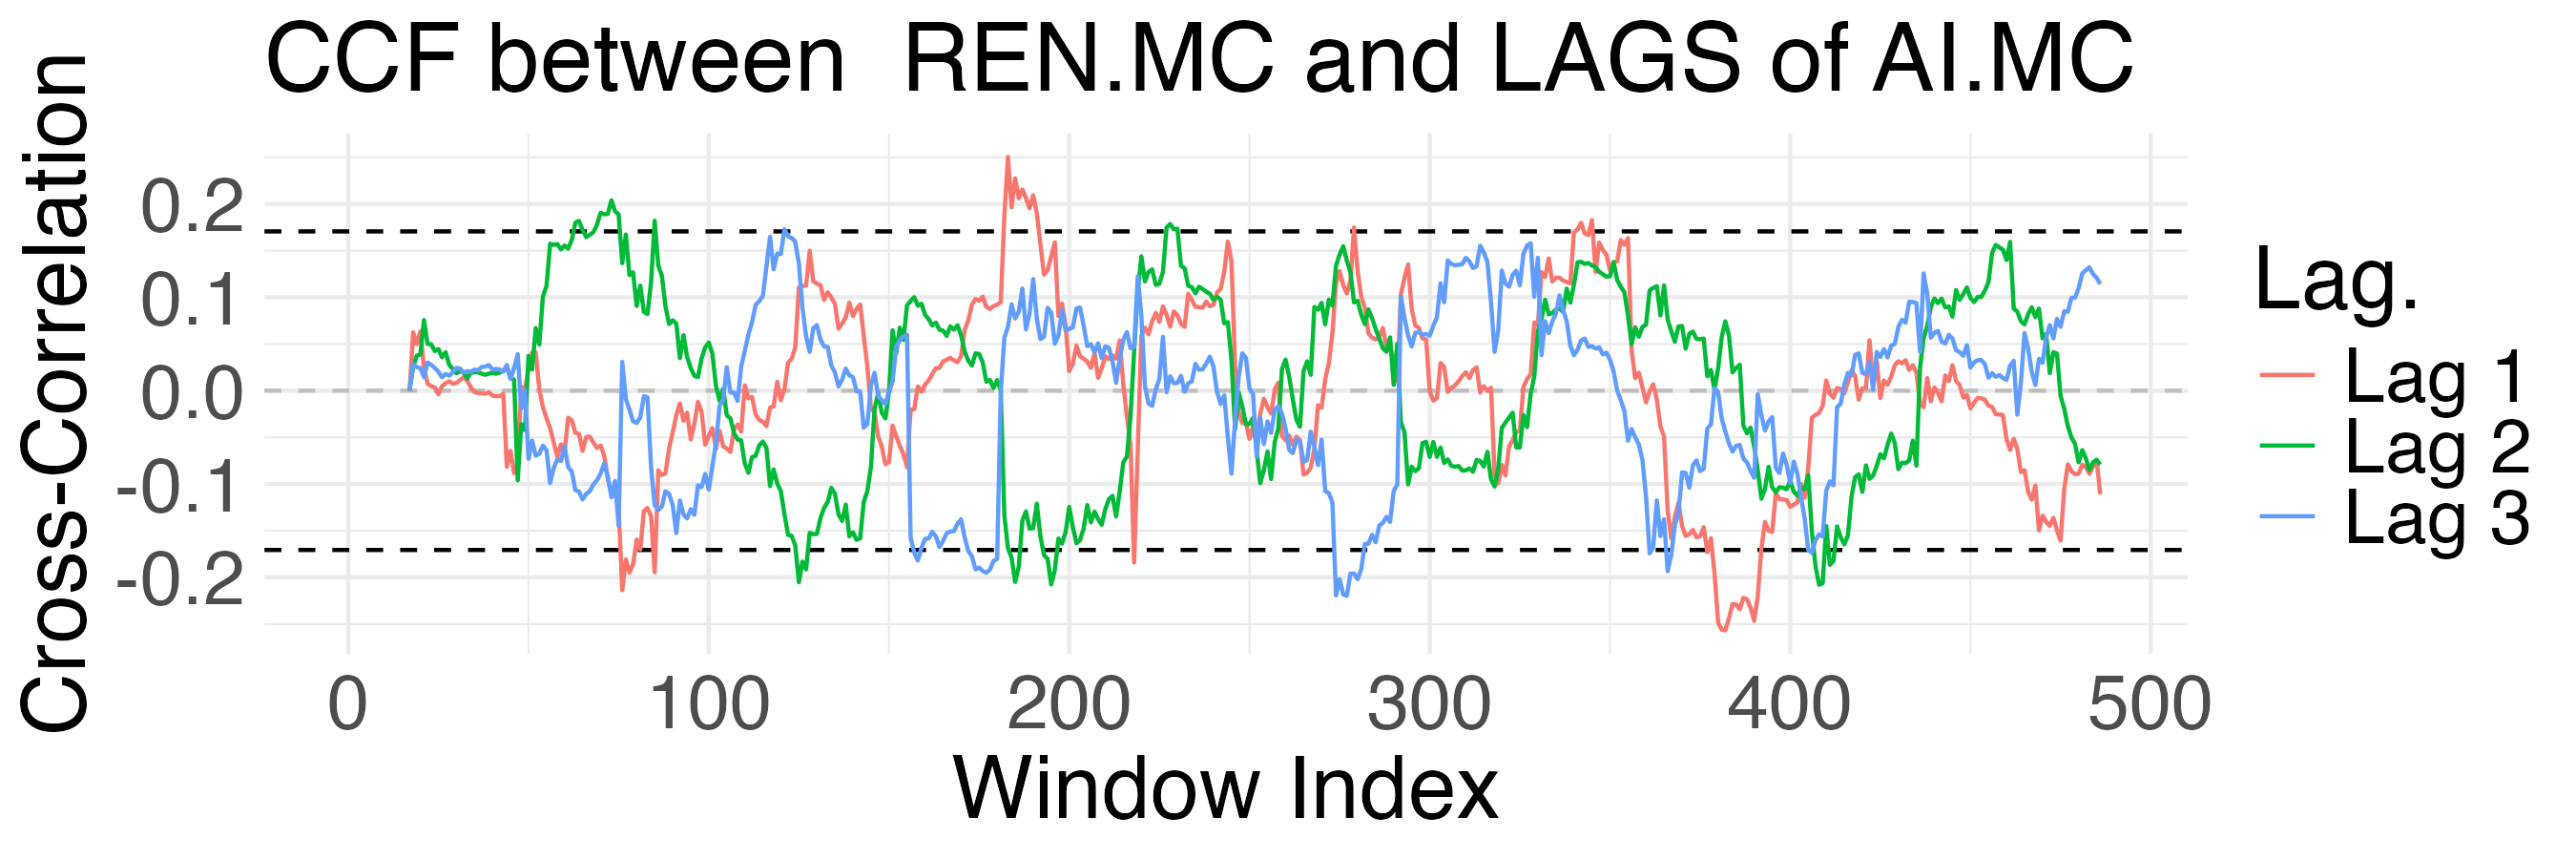 CCF between  REN.MC and LAGS of AI.MC
Cross-Correlation
0.2
0.1
0.0
-0.1
-0.2
0 100 200 300 400 500
Window Index
Lag.
Lag 1
Lag 2
Lag 3